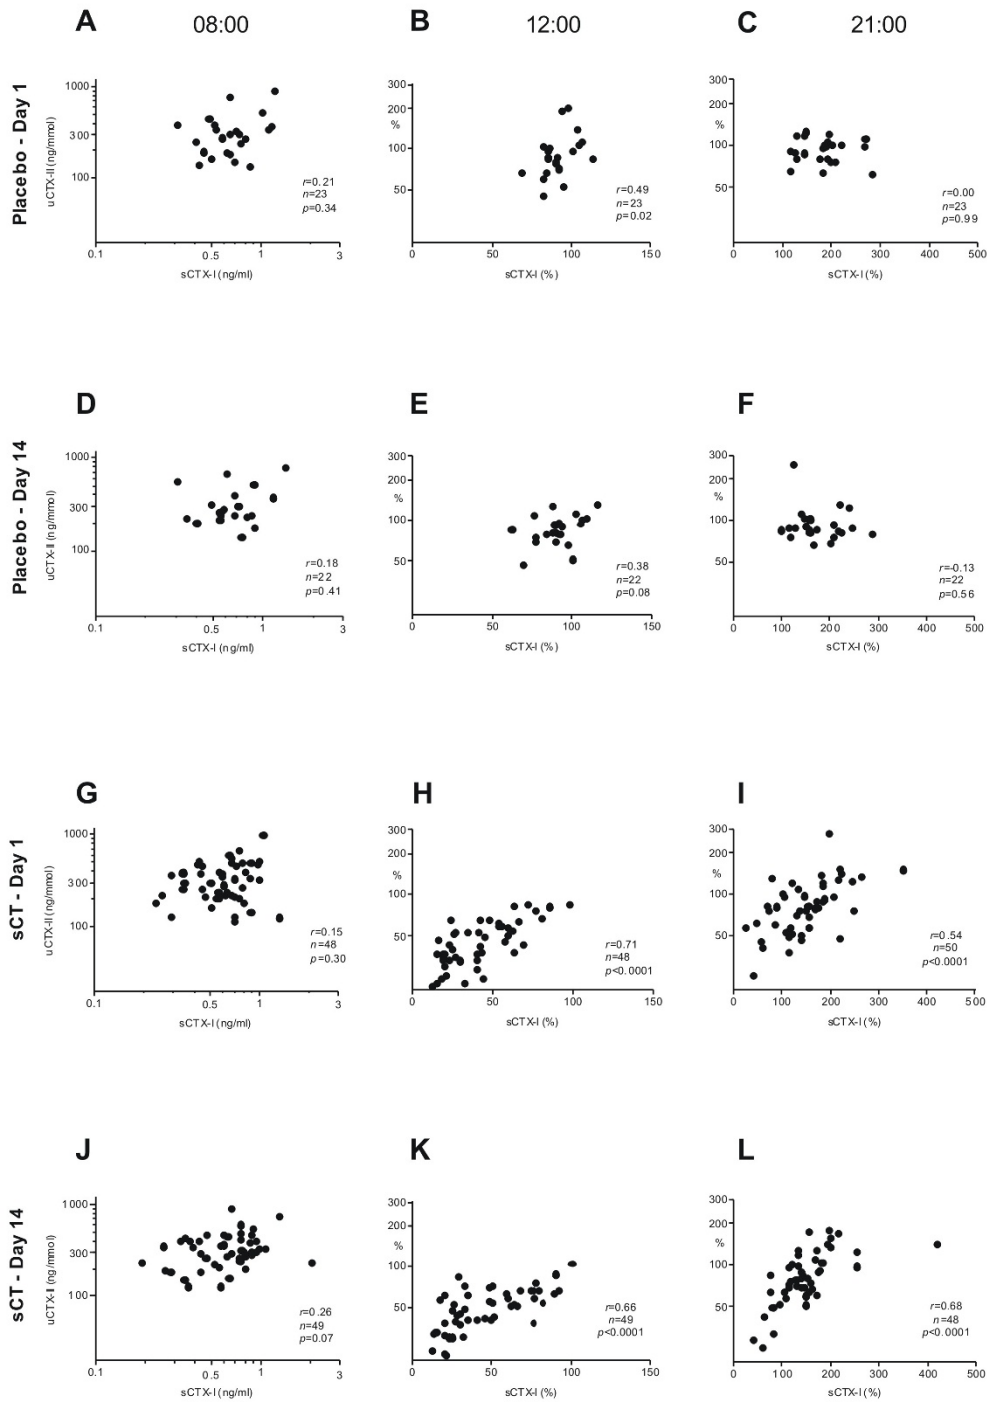 A 08:00 B 12:00 C 21:00
Placebo - Day 1
uCTX-II (ng/mmol)
1000
300
100
0.1 0.5 1 3
sCTX-I (ng/ml)
r=0.21
n=23
p=0.34
300
200
%
100
50
0 50 100 150
sCTX-I (%)
r=0.49
n=23
p=0.02
300
200
%
100
50
0 100 200 300 400 500
sCTX-I (%)
r=0.00
n=23
p=0.99
D E F
Placebo - Day 14
uCTX-II (ng/mmol)
1000
300
100
0.1 0.5 1 3
sCTX-I (ng/ml)
r=0.18
n=22
p=0.41
300
200
%
100
50
0 50 100 150
sCTX-I (%)
r=0.38
n=22
p=0.08
300
200
%
100
50
0 100 200 300 400 500
sCTX-I (%)
r=-0.13
n=22
p=0.56
G H I
sCT - Day 1
uCTX-II (ng/mmol)
1000
300
100
0.1 0.5 1 3
sCTX-I (ng/ml)
r=0.15
n=48
p=0.30
300
200
%
100
50
0 50 100 150
sCTX-I (%)
r=0.71
n=48
p<0.0001
300
200
%
100
50
0 100 200 300 400 500
sCTX-I (%)
r=0.54
n=50
p<0.0001
J K L
sCT - Day 14
uCTX-II (ng/mmol)
1000
300
100
0.1 0.5 1 3
sCTX-I (ng/ml)
r=0.26
n=49
p=0.07
300
200
%
100
50
0 50 100 150
sCTX-I (%)
r=0.66
n=49
p<0.0001
300
200
%
100
50
0 100 200 300 400 500
sCTX-I (%)
r=0.68
n=48
p<0.0001